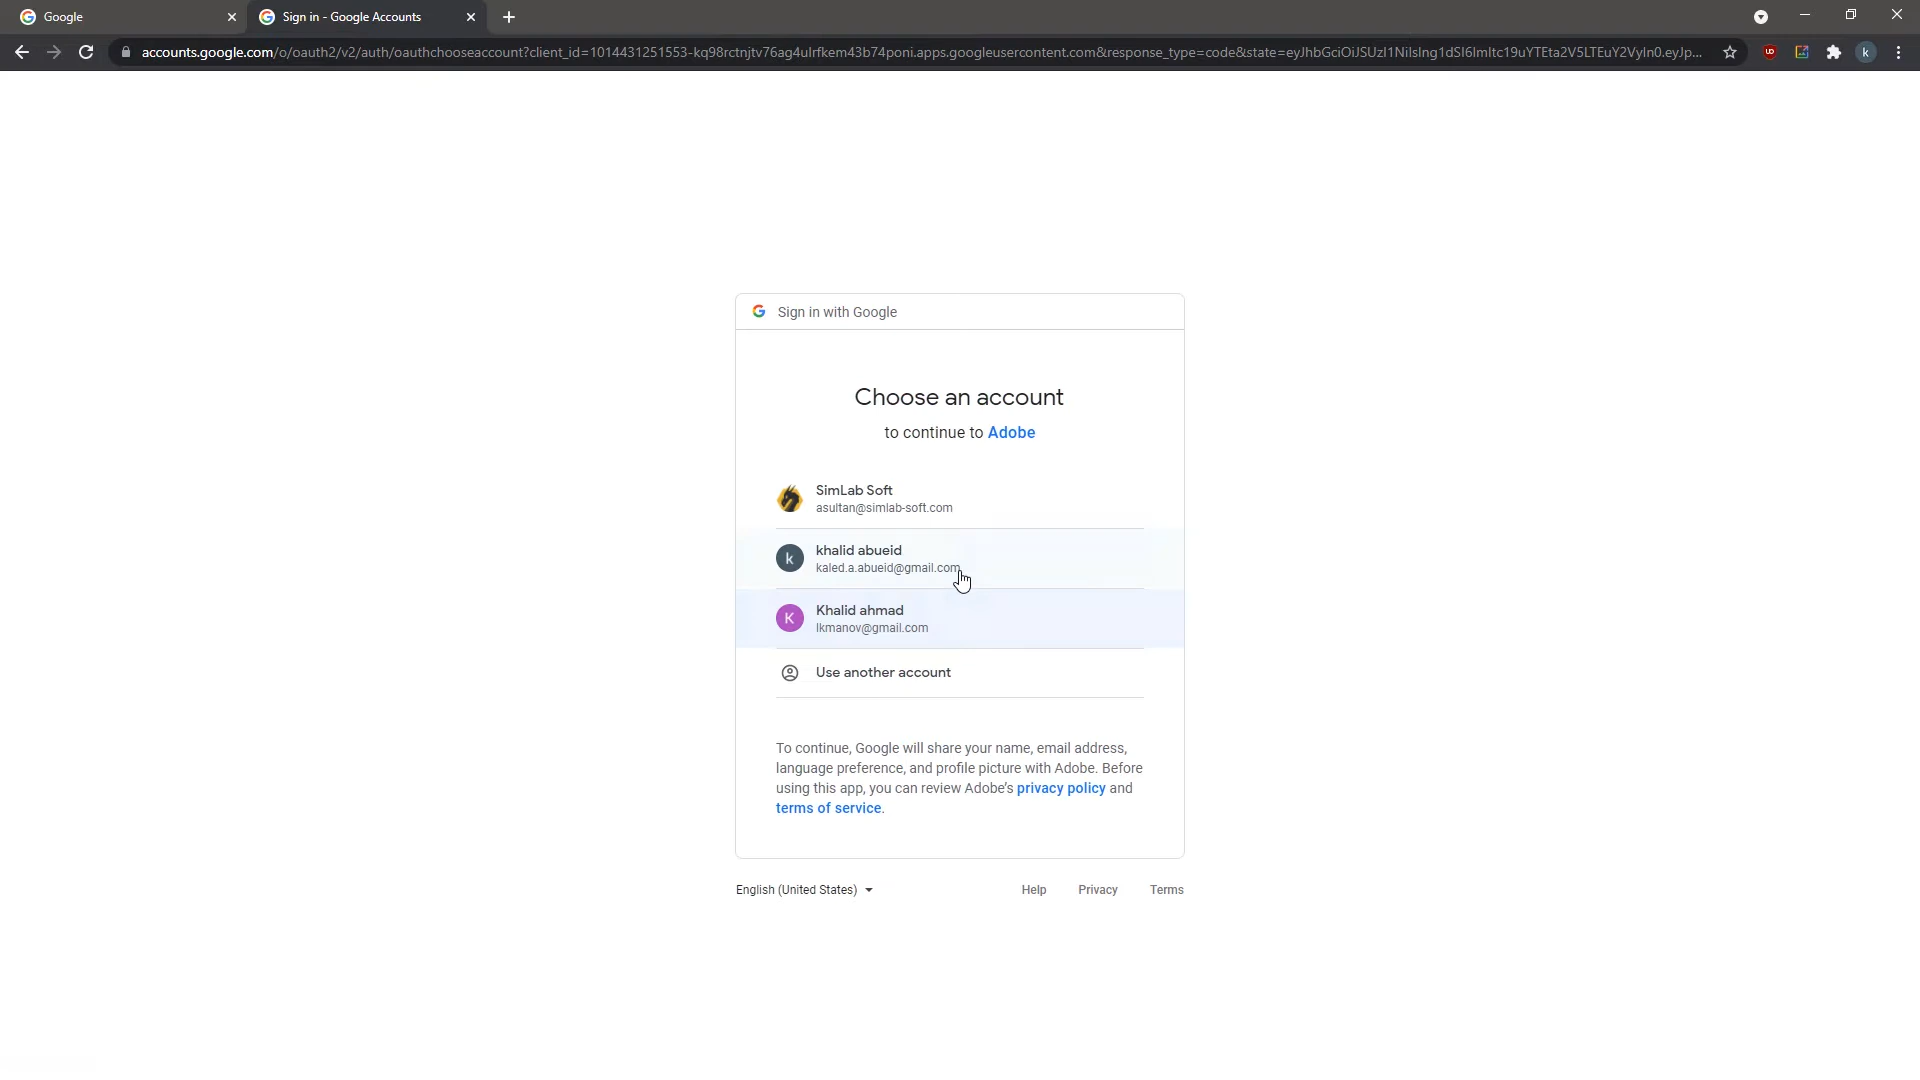 Google
Sign in - Google Accounts
accounts.google.com/o/oauth2/v2/auth/oauthchooseaccount?client_id=1014431251553-kq98rctnjtv76ag4ulrfkem43b74poni.apps.googleusercontent.com&response_type=code&state=eyJhbGciOiJSUzI1NiIsIng1dSI6Imltc19uYTEta2V5LTEuY2VyIn0.eyJp...
k
Sign in with Google
Choose an account
to continue to Adobe
SimLab Soft
asultan@simlab-soft.com
k
khalid abueid
kaled.a.abueid@gmail.com
K
Khalid ahmad
lkmanov@gmail.com
Use another account
To continue, Google will share your name, email address,
language preference, and profile picture with Adobe. Before
using this app, you can review Adobe's privacy policy and
terms of service.
English (United States)
Help
Privacy
Terms